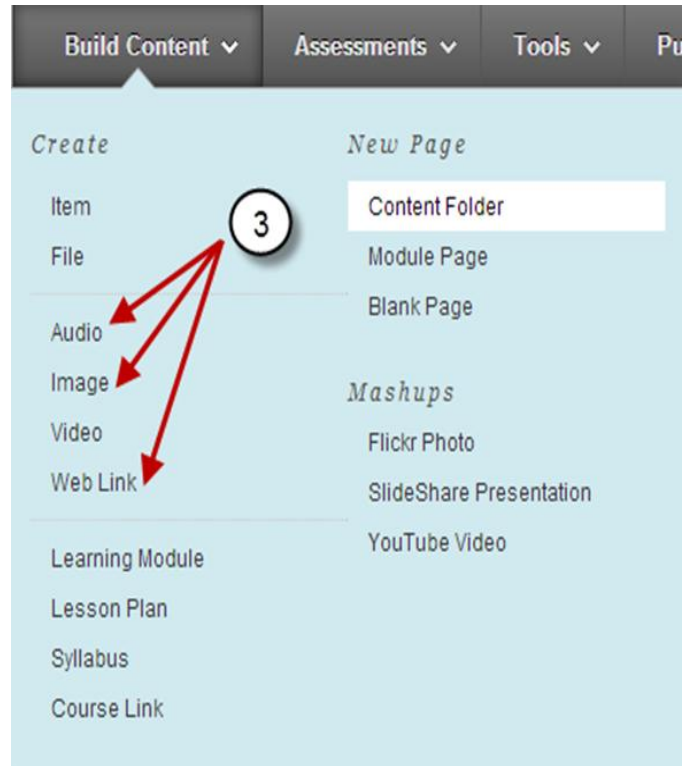 Build Content Assessments Tools Pu
Create
Item
File
3
Audio
Image
Video
Web Link
Learning Module
Lesson Plan
Syllabus
Course Link
New Page
Content Folder
Module Page
Blank Page
Mashups
Flickr Photo
SlideShare Presentation
YouTube Video